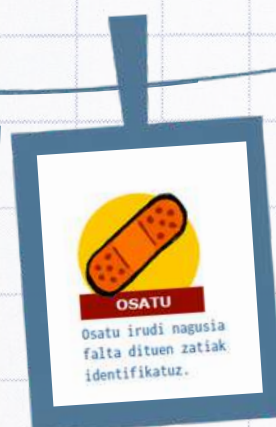 OSATU
Osatu irudi nagusia
falta dituen zatiak
identifikatuz.